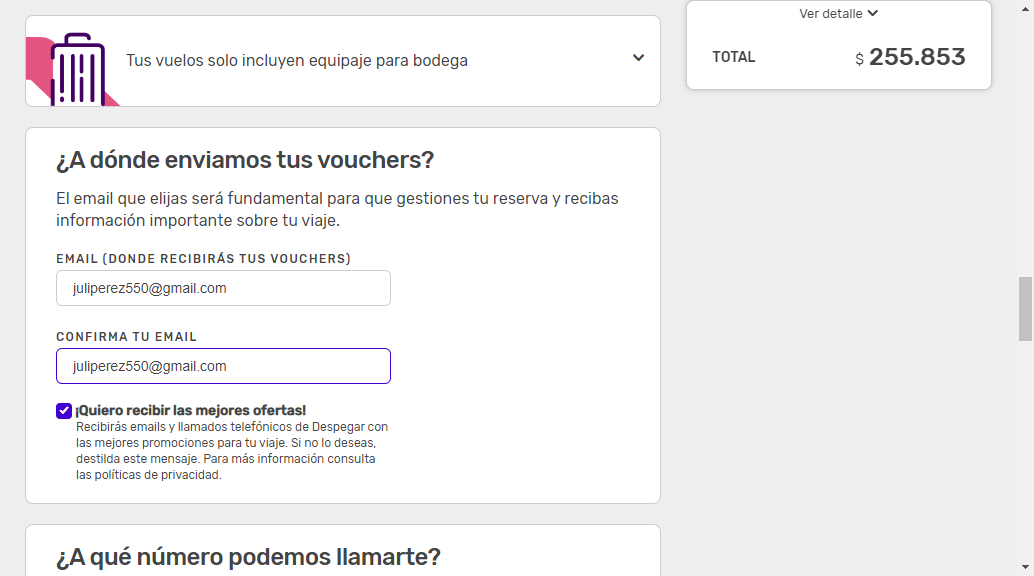 Ver detalle
Tus vuelos solo incluyen equipaje para bodega
TOTAL
$ 255.853
¿A dónde enviamos tus vouchers?
El email que elijas será fundamental para que gestiones tu reserva y recibas
información importante sobre tu viaje.
EMAIL (DONDE RECIBIRÁS TUS VOUCHERS)
juliperez550@gmail.com
CONFIRMA TU EMAIL
juliperez550@gmail.com
¡Quiero recibir las mejores ofertas!
Recibirás emails y llamados telefónicos de Despegar con
las mejores promociones para tu viaje. Si no lo deseas,
destilda este mensaje. Para más información consulta
las políticas de privacidad.
¿A qué número podemos llamarte?